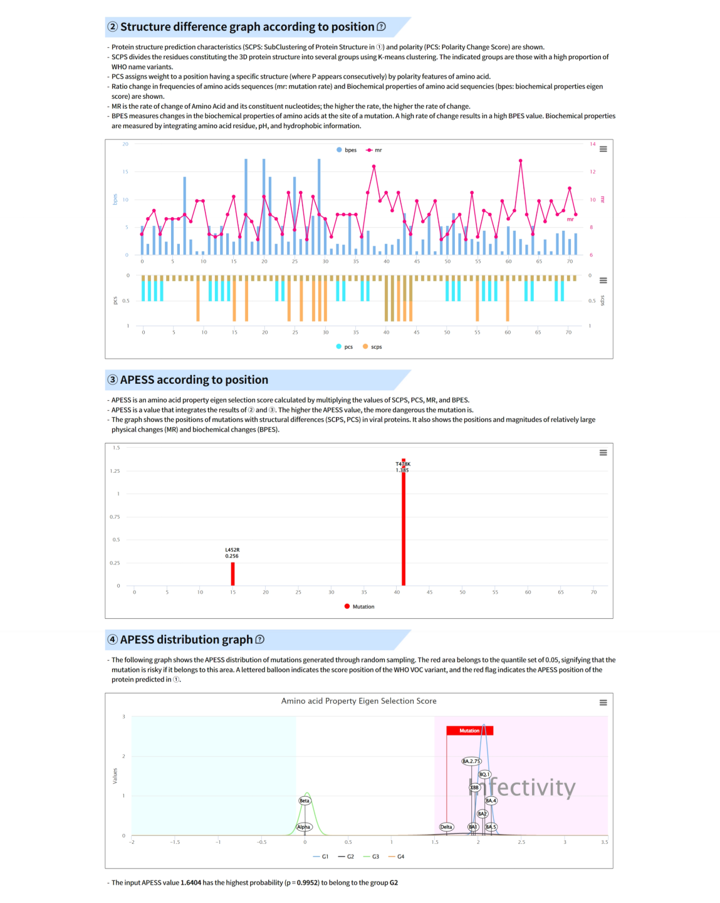 ② Structure difference graph according to position ?
- Protein structure prediction characteristics (SCPS: SubClustering of Protein Structure in ①) and polarity (PCS: Polarity Change Score) are shown.
- SCPS divides the residues constituting the 3D protein structure into several groups using K-means clustering. The indicated groups are those with a high proportion of
WHO name variants.
- PCS assigns weight to a position having a specific structure (where P appears consecutively) by polarity features of amino acid.
- Ratio change in frequencies of amino acids sequences (mr: mutation rate) and Biochemical properties of amino acid sequences (bpes: biochemical properties eigen
score) are shown.
- MR is the rate of change of Amino Acid and its constituent nucleotides; the higher the rate, the higher the rate of change.
- BPES measures changes in the biochemical properties of amino acids at the site of a mutation. A high rate of change results in a high BPES value. Biochemical properties
are measured by integrating amino acid residue, pH, and hydrophobic information.
bpes mr
20 14
15 12
bpes mr
10 10
5 8
mr
0 6
0 5 10 15 20 25 30 35 40 45 50 55 60 65 70
0 0
pcs 0.5 0.5 scps
1 1
0 5 10 15 20 25 30 35 40 45 50 55 60 65 70
pcs scps
③ APESS according to position
- APESS is an amino acid property eigen selection score calculated by multiplying the values of SCPS, PCS, MR, and BPES.
- APESS is a value that integrates the results of ② and ③. The higher the APESS value, the more dangerous the mutation is.
- The graph shows the positions of mutations with structural differences (SCPS, PCS) in viral proteins. It also shows the positions and magnitudes of relatively large
physical changes (MR) and biochemical changes (BPES).
1.5
1.25
1
0.75
0.5
0.25
0
T478K
L452R
0.256
0 5 10 15 20 25 30 35 40 45 50 55 60 65 70
Mutation
④ APESS distribution graph ?
- The following graph shows the APESS distribution of mutations generated through random sampling. The red area belongs to the quantile set of 0.05, signifying that the
mutation is risky if it belongs to this area. A lettered balloon indicates the score position of the WHO VOC variant, and the red flag indicates the APESS position of the
protein predicted in ①.
Amino acid Property Eigen Selection Score
3
2
Values
1
0
Mutation
BA.2.75
BQ.1
XBB
Infectivity
Beta
BA.4
BA2
Alpha
Delta
BA1
BA.5
-2 -1.5 -1 -0.5 0 0.5 1 1.5 2 2.5 3 3.5
G1 G2 G3 G4
- The input APESS value 1.6404 has the highest probability (p = 0.9952) to belong to the group G2